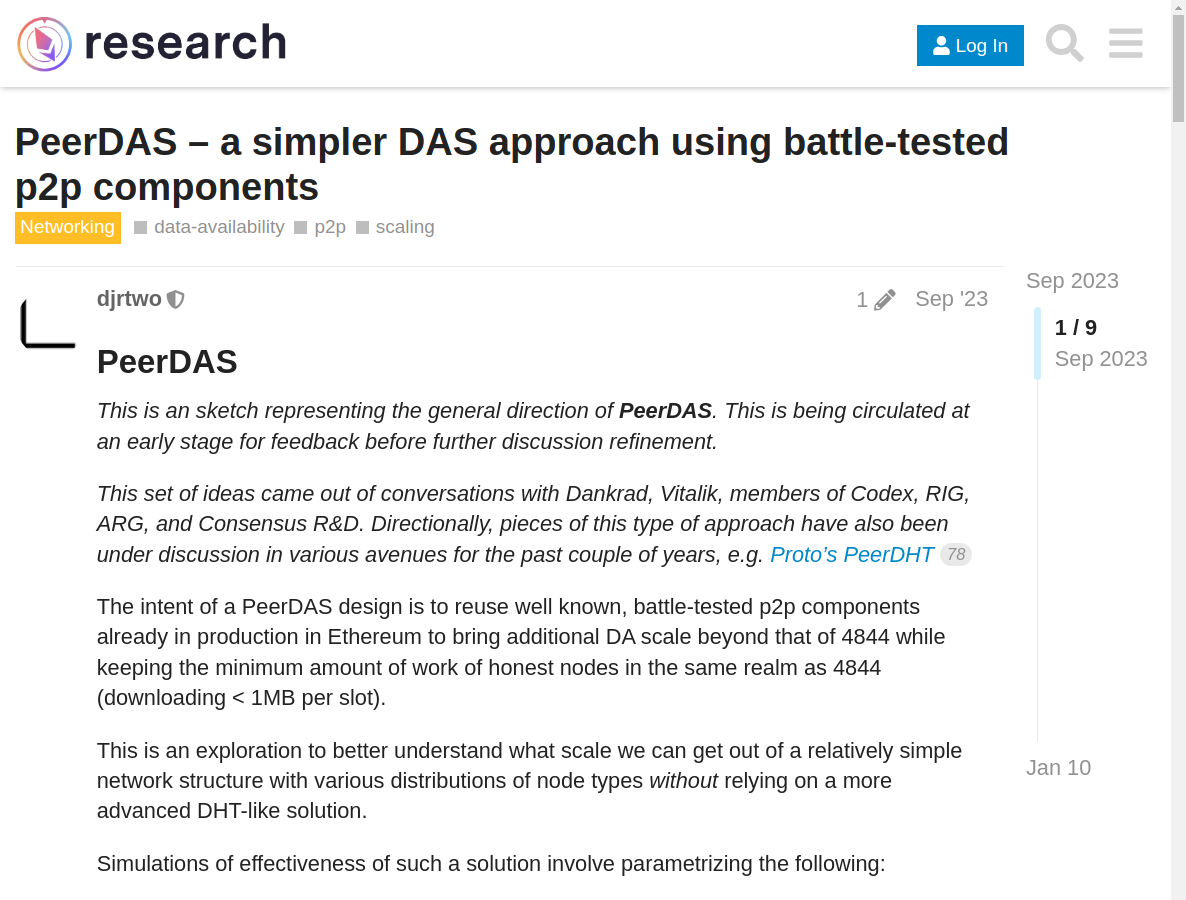 research
Log In
PeerDAS – a simpler DAS approach using battle-tested
p2p components
Networking data-availability p2p scaling
djrtwo 1 Sep '23
PeerDAS
This is an sketch representing the general direction of PeerDAS. This is being circulated at
an early stage for feedback before further discussion refinement.
This set of ideas came out of conversations with Dankrad, Vitalik, members of Codex, RIG,
ARG, and Consensus R&D. Directionally, pieces of this type of approach have also been
under discussion in various avenues for the past couple of years, e.g. Proto’s PeerDHT 78
The intent of a PeerDAS design is to reuse well known, battle-tested p2p components
already in production in Ethereum to bring additional DA scale beyond that of 4844 while
keeping the minimum amount of work of honest nodes in the same realm as 4844
(downloading < 1MB per slot).
This is an exploration to better understand what scale we can get out of a relatively simple
network structure with various distributions of node types without relying on a more
advanced DHT-like solution.
Simulations of effectiveness of such a solution involve parametrizing the following:
Sep 2023
1 / 9
Sep 2023
Jan 10